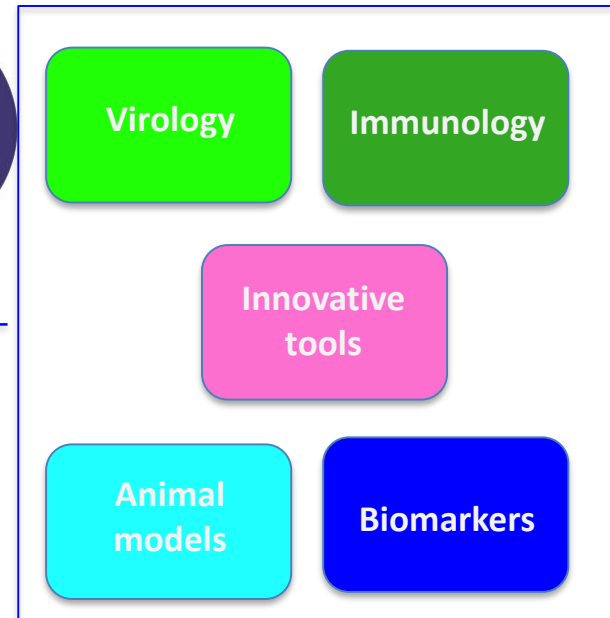 Virology
Immunology
Innovative
tools
Animal
models
Biomarkers